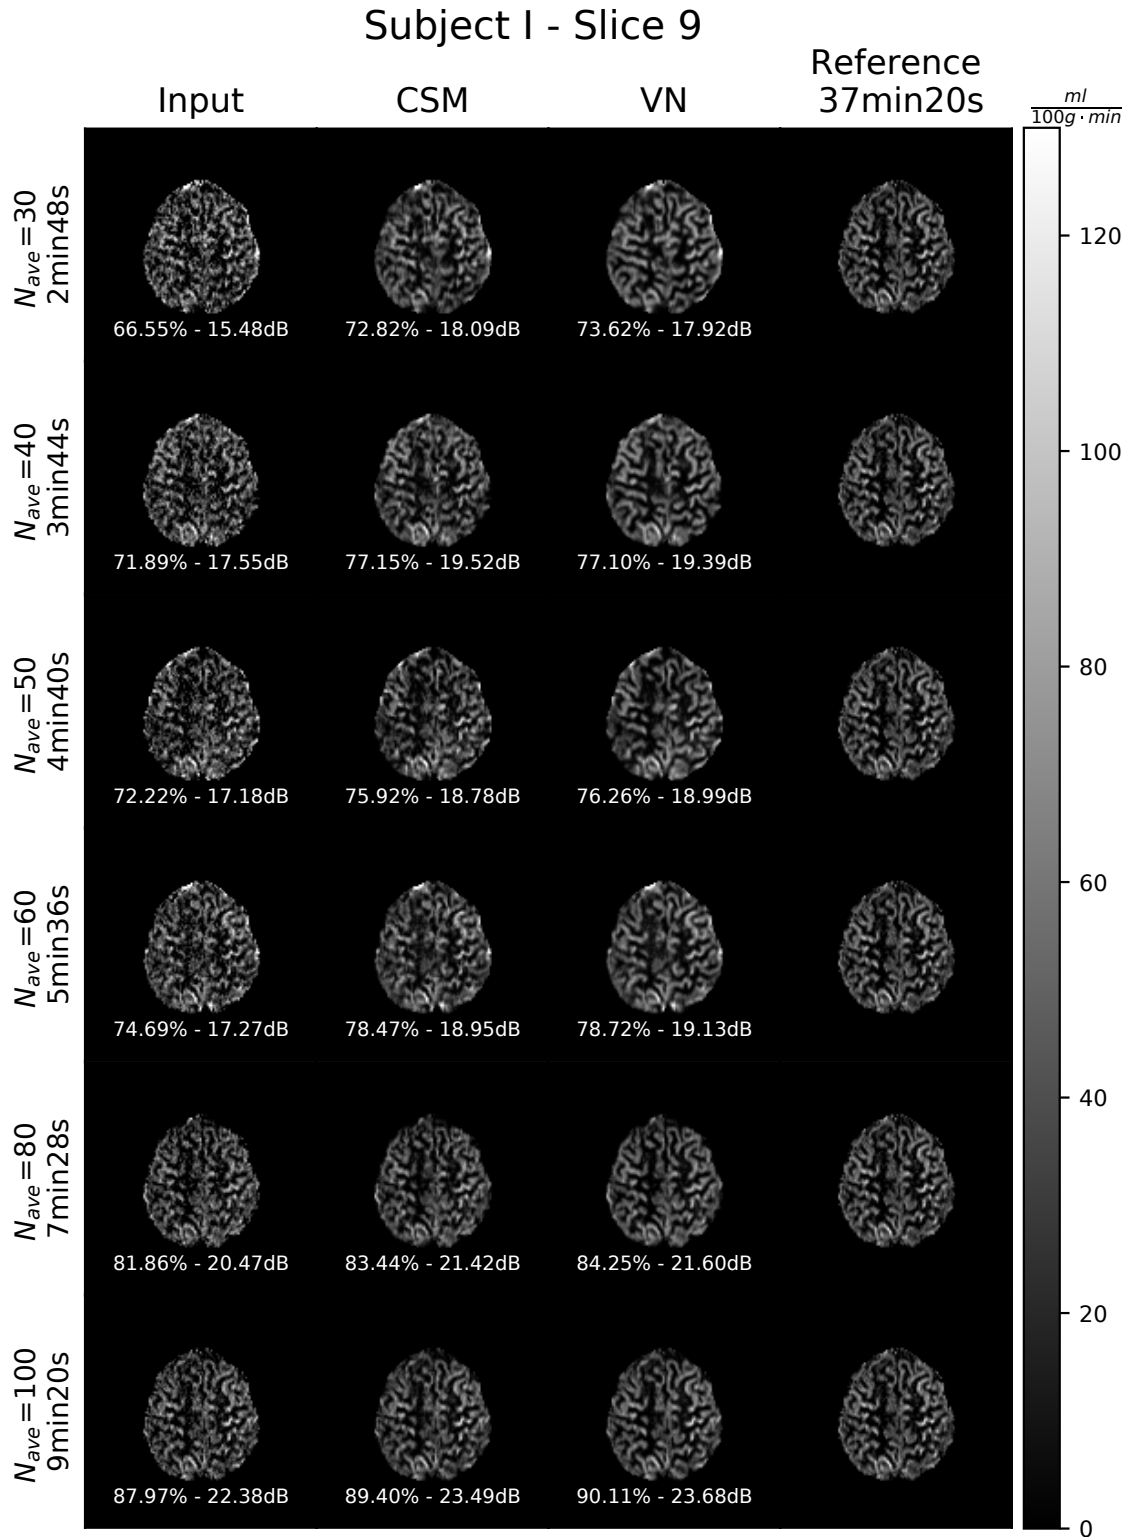 Subject I - Slice 9
Input CSM VN Reference 37min20s
ml
100g · min
N_ave=30
2min48s
66.55% - 15.48dB 72.82% - 18.09dB 73.62% - 17.92dB
N_ave=40
3min44s
71.89% - 17.55dB 77.15% - 19.52dB 77.10% - 19.39dB
N_ave=50
4min40s
72.22% - 17.18dB 75.92% - 18.78dB 76.26% - 18.99dB
N_ave=60
5min36s
74.69% - 17.27dB 78.47% - 18.95dB 78.72% - 19.13dB
N_ave=80
7min28s
81.86% - 20.47dB 83.44% - 21.42dB 84.25% - 21.60dB
N_ave=100
9min20s
87.97% - 22.38dB 89.40% - 23.49dB 90.11% - 23.68dB
120
100
80
60
40
20
0